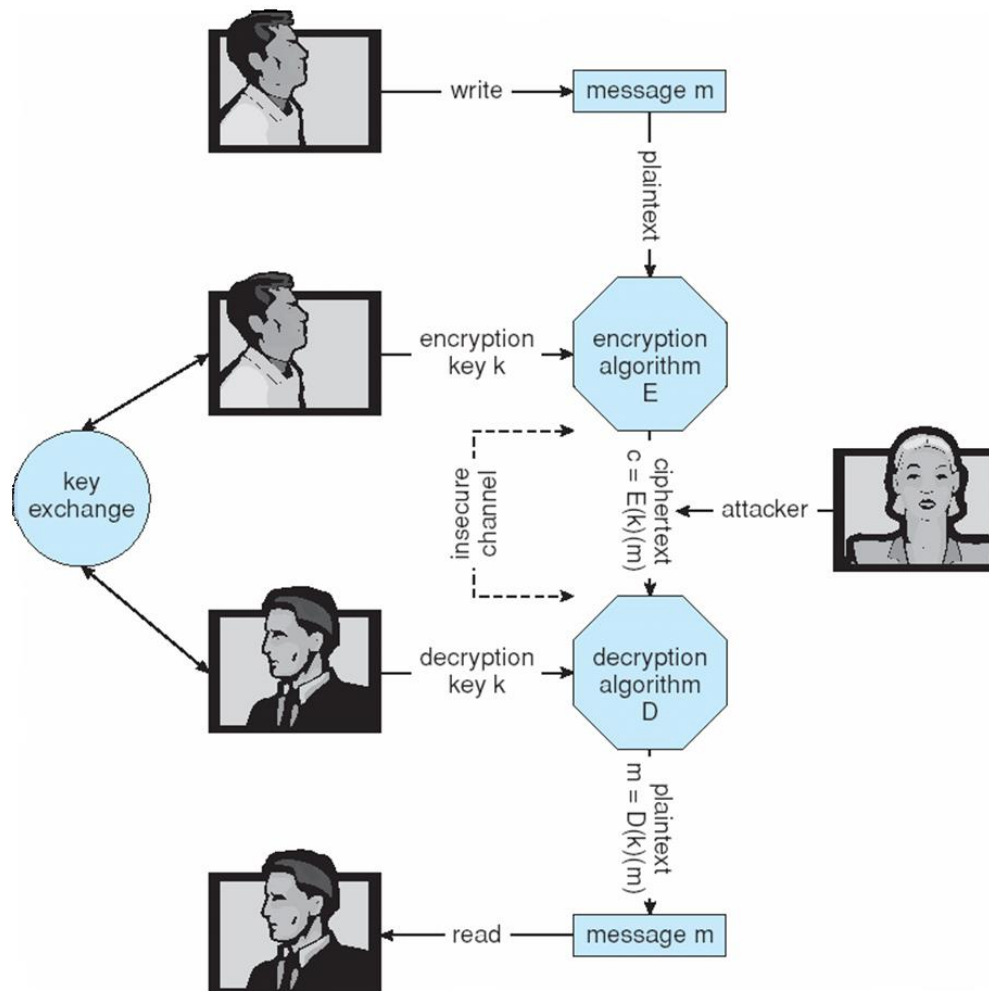 write
message m
plaintext
encryption
key k
encryption
algorithm
E
key
exchange
insecure
channel
ciphertext
c = E(k)(m)
attacker
decryption
key k
decryption
algorithm
D
plaintext
m = D(k)(m)
read
message m